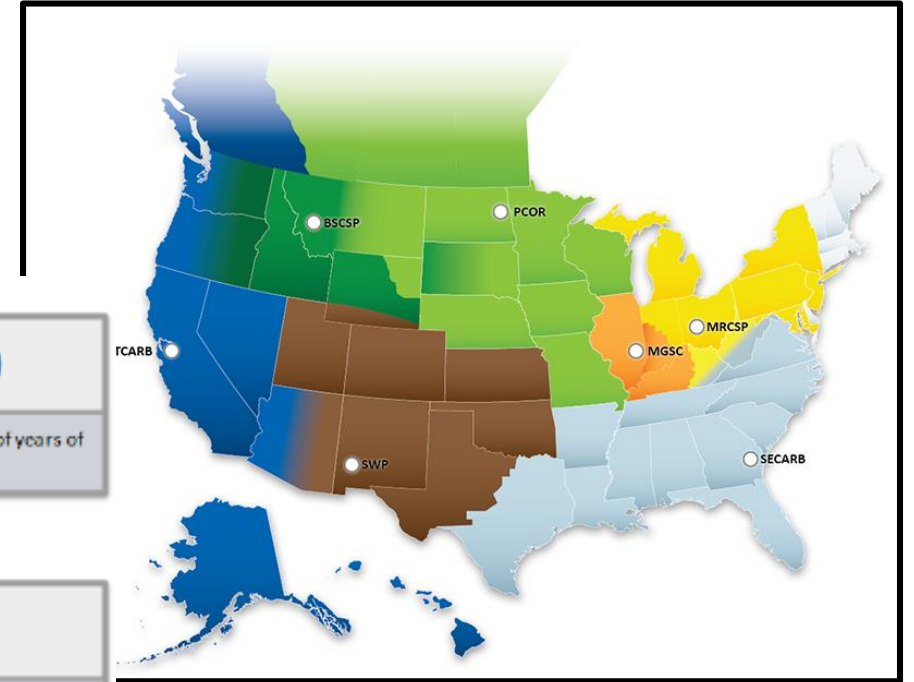 PCOR
BSCSP
MRCSP
TCARB
MGSC
SECARB
SWP
of years of